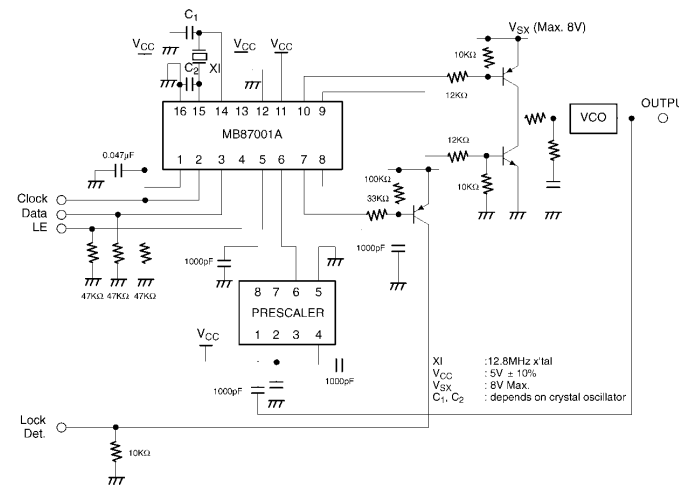 C1
VSX (Max. 8V)
VCC
VCC
VCC
10KΩ
C2
XI
12KΩ
16 15 14 13 12 11 10 9
MB87001A
1 2 3 4 5 6 7 8
VCO
OUTPU
0.047µF
12KΩ
100KΩ
10KΩ
33KΩ
Clock
Data
LE
1000pF
1000pF
47KΩ 47KΩ 47KΩ
8 7 6 5
PRESCALER
1 2 3 4
VCC
1000pF
1000pF
XI :12.8MHz x'tal
VCC : 5V ± 10%
VSX : 8V Max.
C1, C2 : depends on crystal oscillator
Lock
Det.
10KΩ